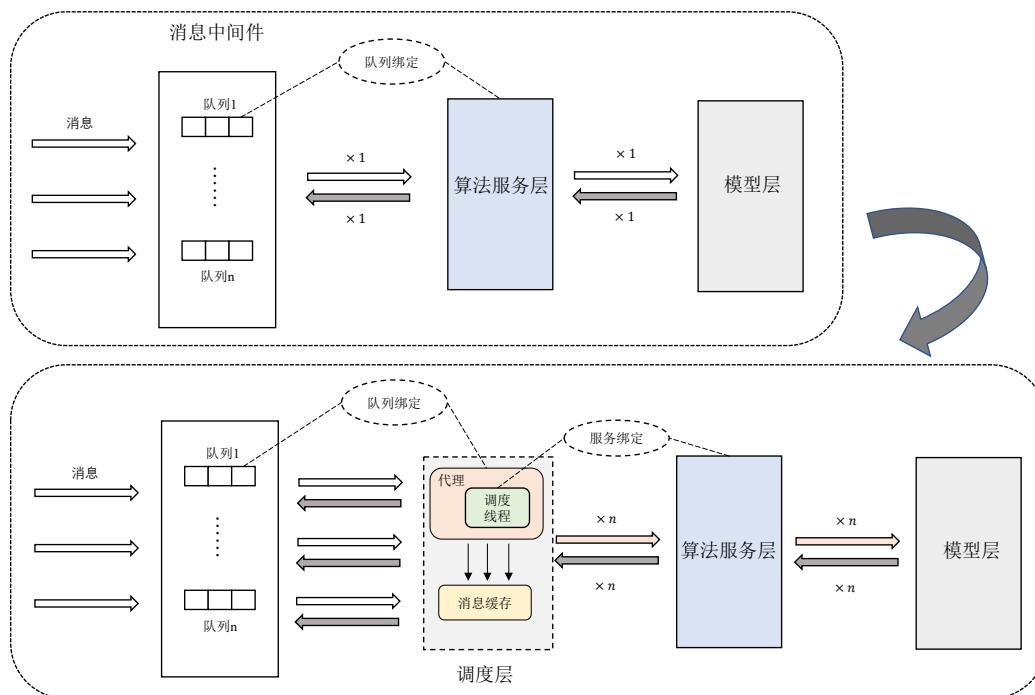 消息中间件
队列绑定
队列1
消息
× 1
× 1
算法服务层
模型层
× 1
× 1
队列n
队列绑定
服务绑定
队列1
消息
代理
调度
线程
× n
× n
算法服务层
模型层
× n
× n
消息缓存
队列n
调度层